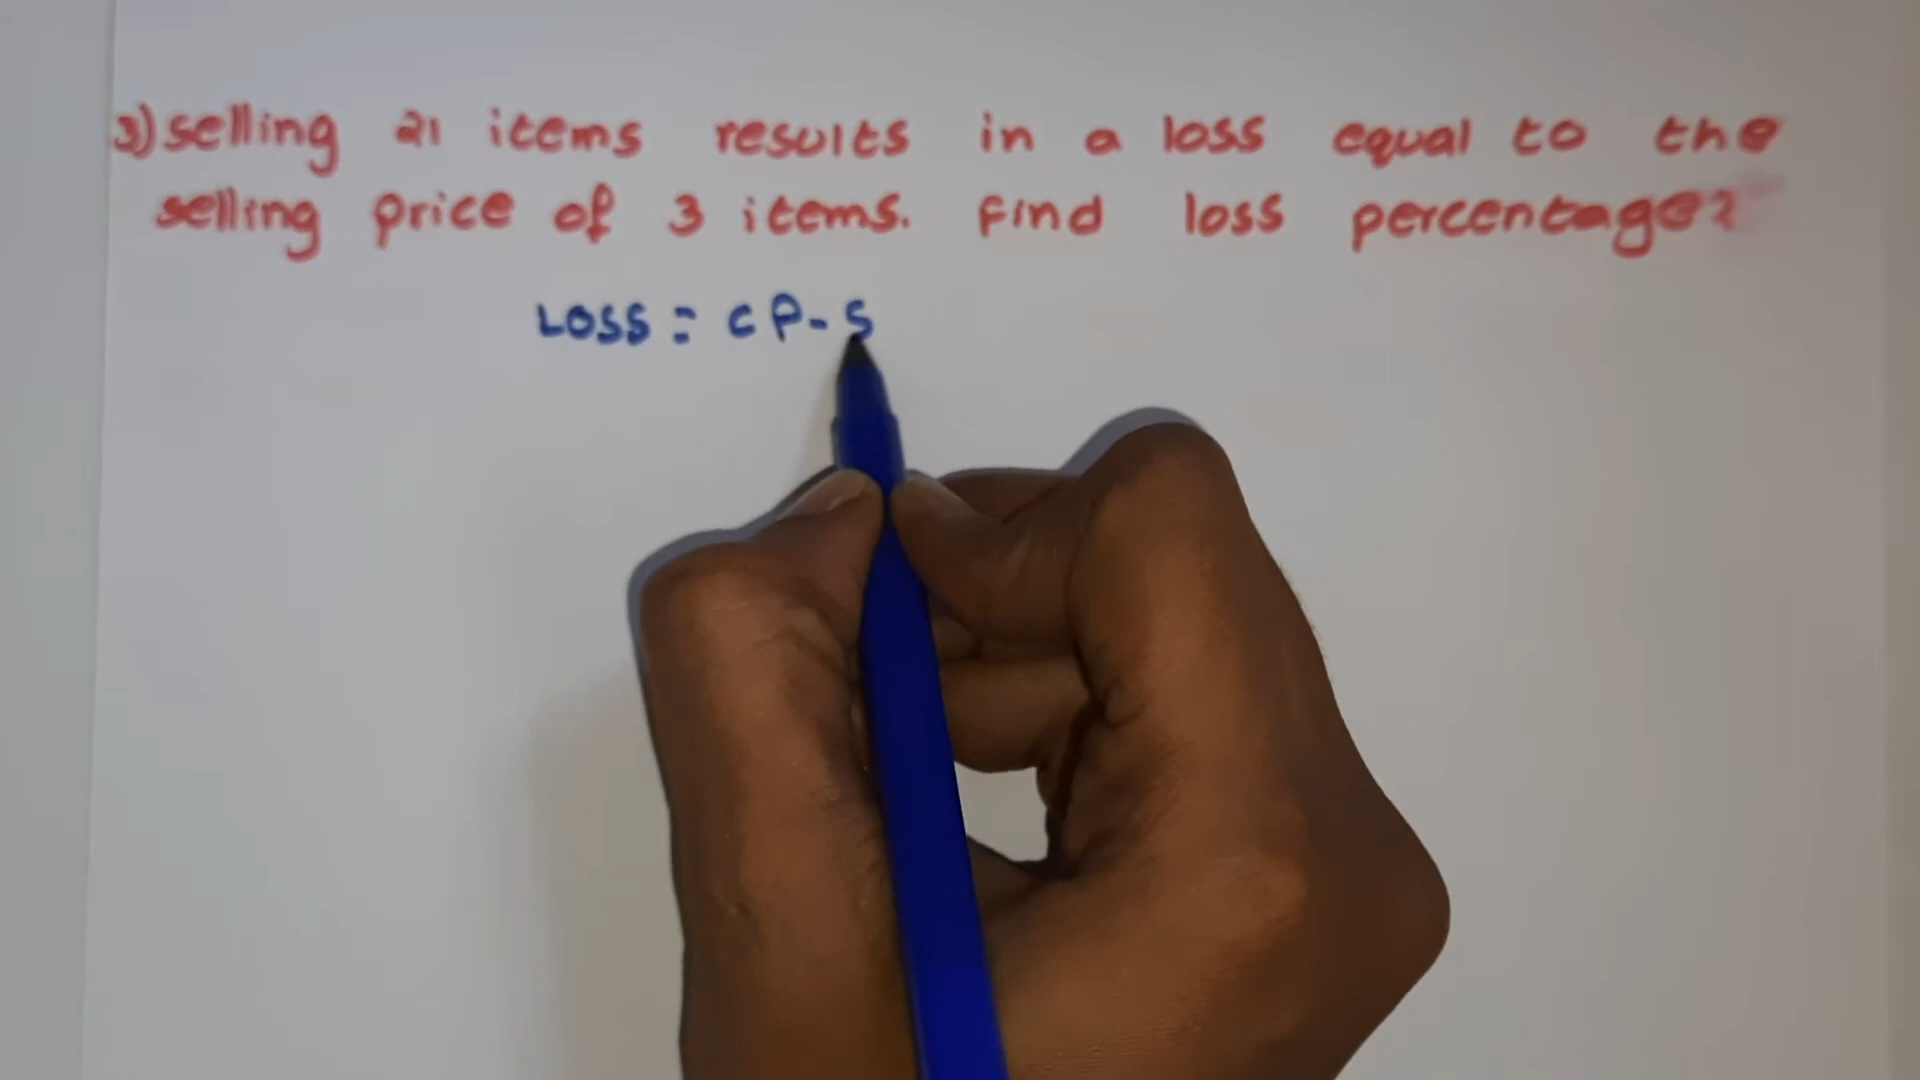 3) selling 21 items results in a loss equal to the
selling price of 3 items. Find loss percentage?
LOSS = CP - S